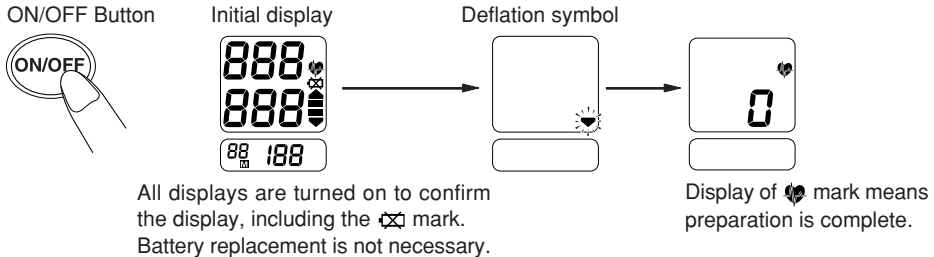 ON/OFF Button
Initial display
Deflation symbol
ON/OFF
888
888
88 M 188
0
All displays are turned on to confirm
the display, including the mark.
Battery replacement is not necessary.
Display of mark means
preparation is complete.